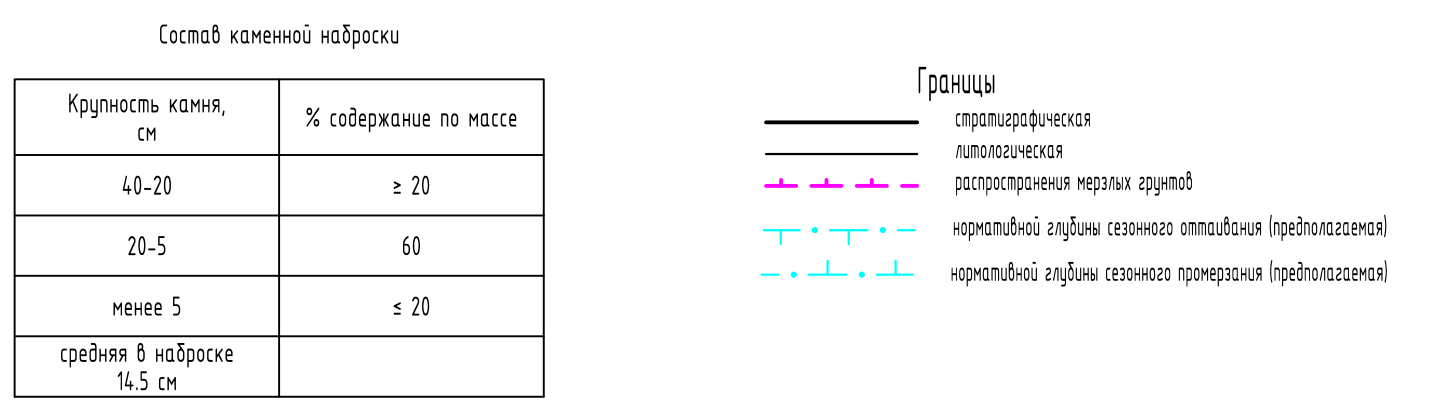 Состав каменной наброски
Крупность камня,
см
% содержание по массе
40-20
≥ 20
20-5
60
менее 5
≤ 20
средняя в наброске
14.5 см
Границы
стратиграфическая
литологическая
распространения мерзлых грунтов
нормативной глубины сезонного оттаивания (предполагаемая)
нормативной глубины сезонного промерзания (предполагаемая)